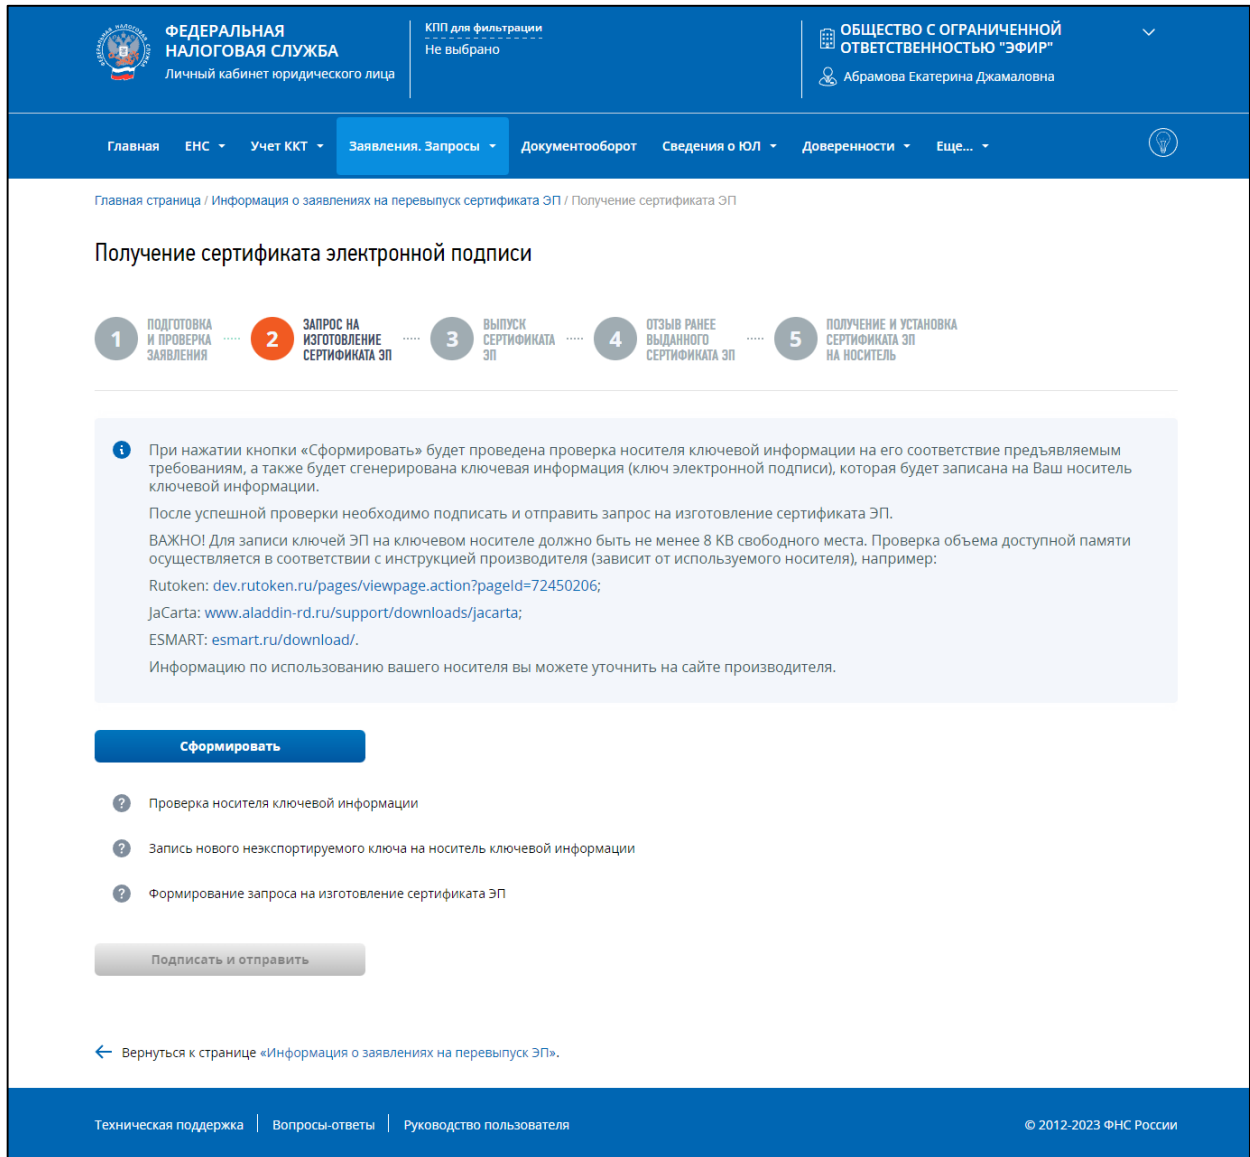 ФЕДЕРАЛЬНАЯ
НАЛОГОВАЯ СЛУЖБА
Личный кабинет юридического лица
КПП для фильтрации
Не выбрано
ОБЩЕСТВО С ОГРАНИЧЕННОЙ
ОТВЕТСТВЕННОСТЬЮ "ЭФИР"
Абрамова Екатерина Джамаловна
Главная ЕНС Учет ККТ Заявления. Запросы Документооборот Сведения о ЮЛ Доверенности Еще...
Главная страница / Информация о заявлениях на перевыпуск сертификата ЭП / Получение сертификата ЭП
Получение сертификата электронной подписи
1
ПОДГОТОВКА
И ПРОВЕРКА
ЗАЯВЛЕНИЯ
2
ЗАПРОС НА
ИЗГОТОВЛЕНИЕ
СЕРТИФИКАТА ЭП
3
ВЫПУСК
СЕРТИФИКАТА
ЭП
4
ОТЗЫВ РАНЕЕ
ВЫДАННОГО
СЕРТИФИКАТА ЭП
5
ПОЛУЧЕНИЕ И УСТАНОВКА
СЕРТИФИКАТА ЭП
НА НОСИТЕЛЬ
При нажатии кнопки «Сформировать» будет проведена проверка носителя ключевой информации на его соответствие предъявляемым
требованиям, а также будет сгенерирована ключевая информация (ключ электронной подписи), которая будет записана на Ваш носитель
ключевой информации.
После успешной проверки необходимо подписать и отправить запрос на изготовление сертификата ЭП.
ВАЖНО! Для записи ключей ЭП на ключевом носителе должно быть не менее 8 KB свободного места. Проверка объема доступной памяти
осуществляется в соответствии с инструкцией производителя (зависит от используемого носителя), например:
Rutoken: dev.rutoken.ru/pages/viewpage.action?pageId=72450206;
JaCarta: www.aladdin-rd.ru/support/downloads/jacarta;
ESMART: esmart.ru/download/.
Информацию по использованию вашего носителя вы можете уточнить на сайте производителя.
Сформировать
Проверка носителя ключевой информации
Запись нового неэкспортируемого ключа на носитель ключевой информации
Формирование запроса на изготовление сертификата ЭП
Подписать и отправить
Вернуться к странице «Информация о заявлениях на перевыпуск ЭП».
Техническая поддержка Вопросы-ответы Руководство пользователя © 2012-2023 ФНС России